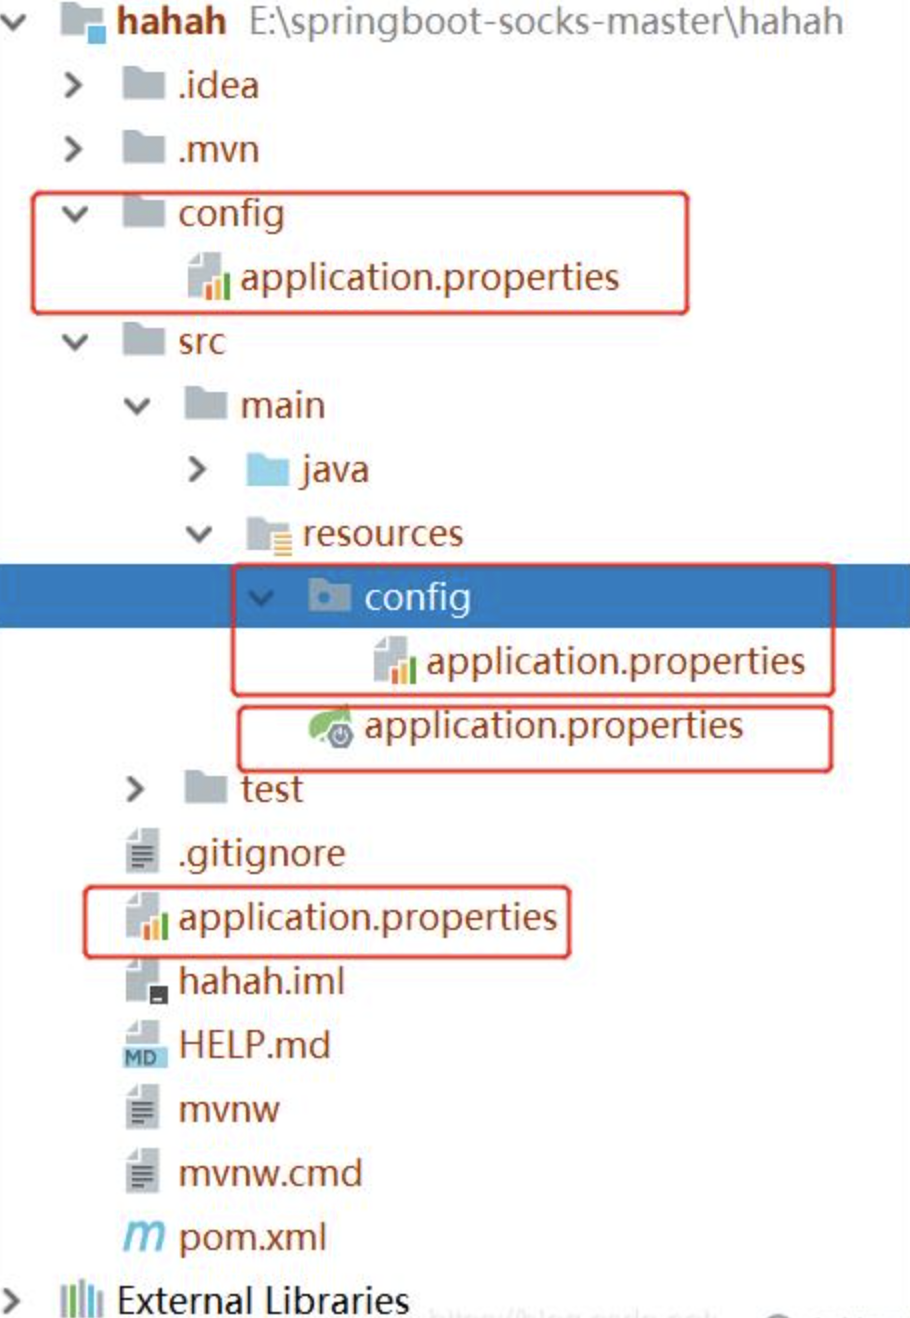 hahah E:\springboot-socks-master\hahah
.idea
.mvn
config
application.properties
src
main
java
resources
config
application.properties
application.properties
test
.gitignore
application.properties
hahah.iml
HELP.md
MD
mvnw
mvnw.cmd
m pom.xml
External Libraries